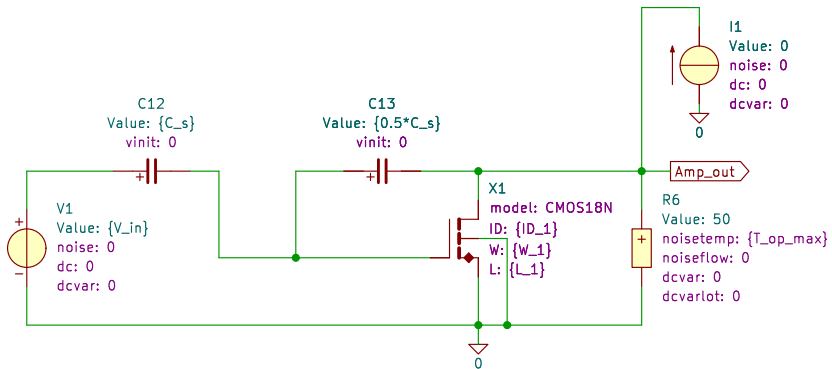 I1
Value: 0
noise: 0
dc: 0
dcvar: 0
0
C12
Value: {C_s}
vinit: 0
+
C13
Value: {0.5*C_s}
vinit: 0
+
Amp_out
V1
Value: {V_in}
noise: 0
dc: 0
dcvar: 0
+
−
X1
model: CMOS18N
ID: {ID_1}
W: {W_1}
L: {L_1}
R6
Value: 50
noisetemp: {T_op_max}
noiseflow: 0
dcvar: 0
dcvarlot: 0
+
0